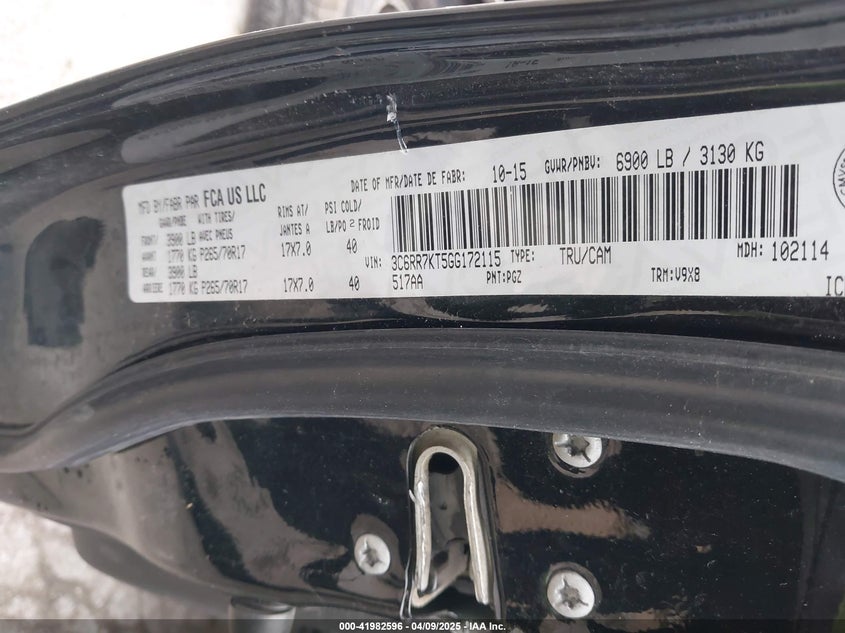 MFD BY/FABR PAR FCA US LLC DATE OF MFR/DATE DE FABR: 10-15 GVWR/PNBV: 6900 LB / 3130 KG
GAWR/PNBE WITH TIRES/ RIMS AT/ PSI COLD/
AVEC PNEUS JANTES A LB/PO 2 FROID
FRONT/ 3900 LB
AVANT 1770 KG P265/70R17 17X7.0 40
REAR/ 3900 LB
ARRIERE 1770 KG P265/70R17 17X7.0 40
VIN: 3C6RR7KT5GG172115 TYPE: TRU/CAM MDH: 102114
517AA PNT:PGZ TRM:V9X8
000-41982596 - 04/09/2025 - IAA Inc.